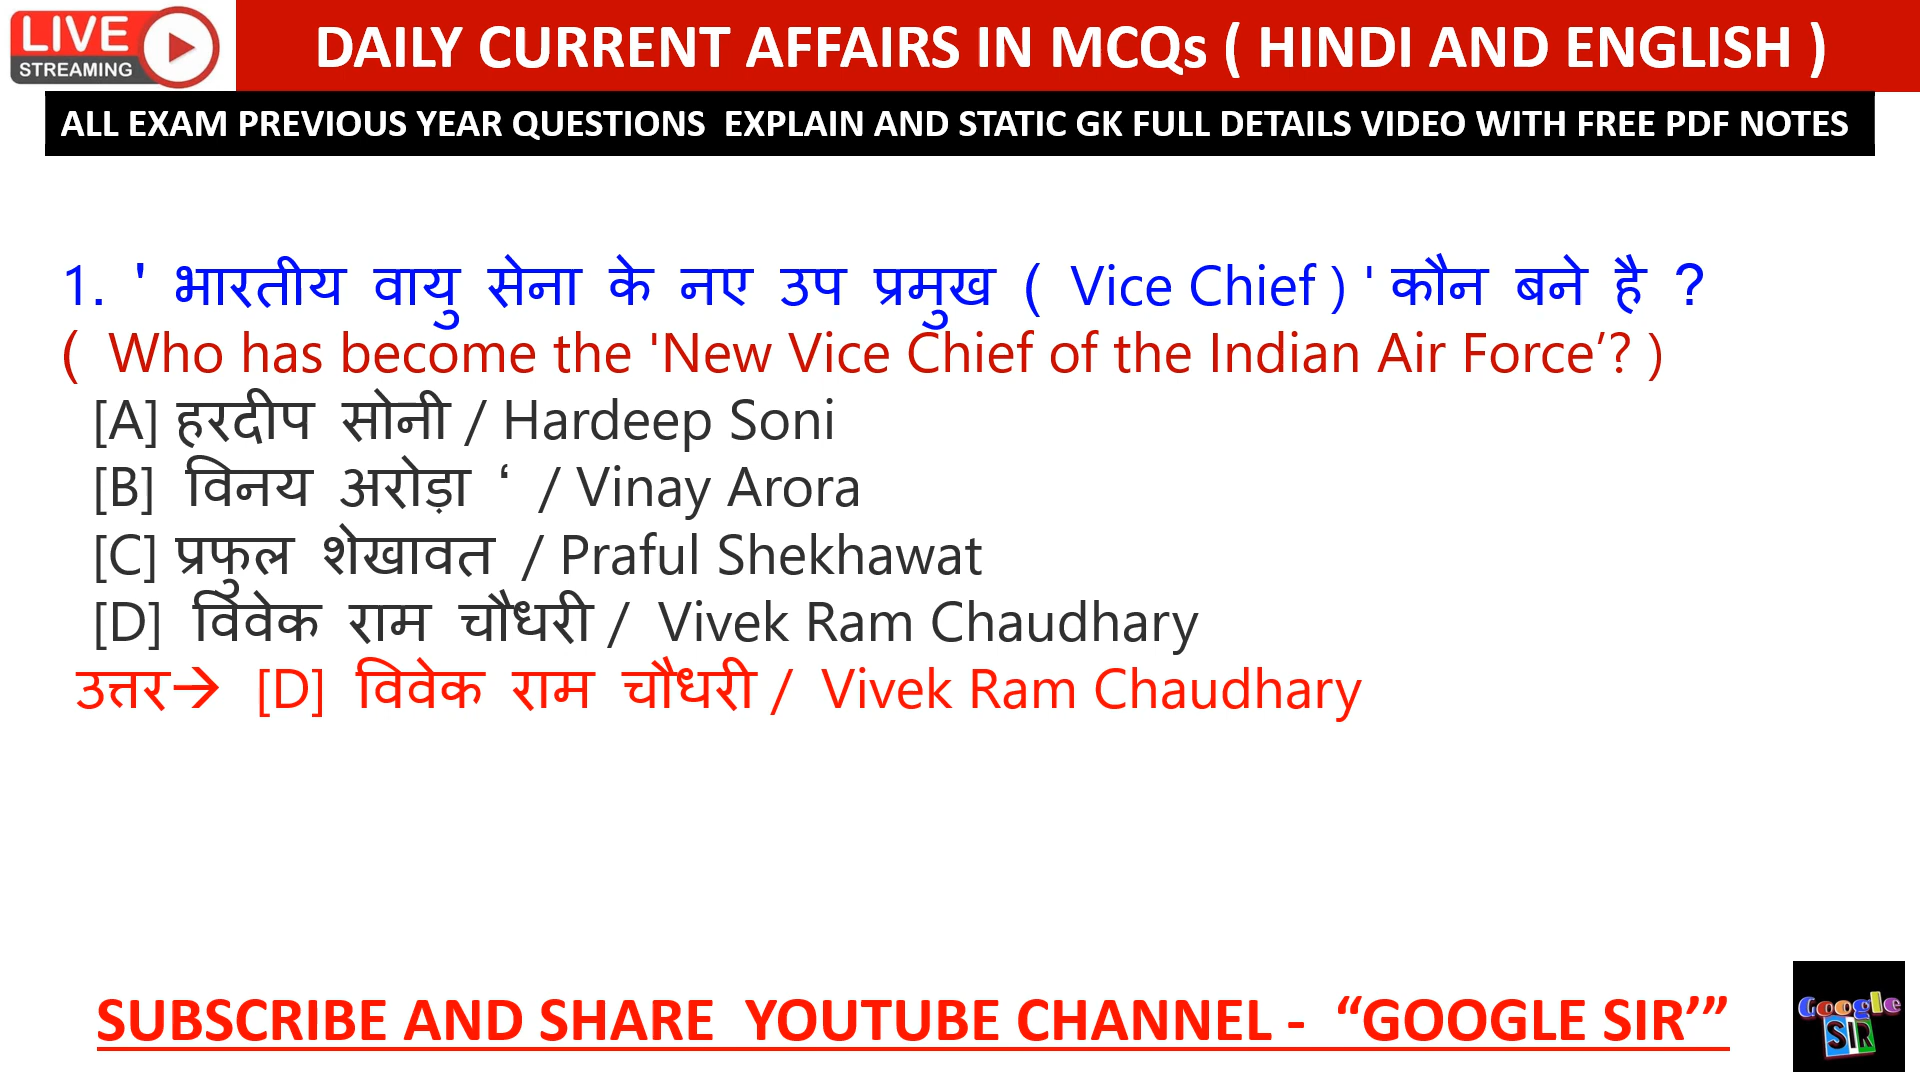 LIVE
STREAMING
DAILY CURRENT AFFAIRS IN MCQs ( HINDI AND ENGLISH )
ALL EXAM PREVIOUS YEAR QUESTIONS EXPLAIN AND STATIC GK FULL DETAILS VIDEO WITH FREE PDF NOTES
1. ' भारतीय वायु सेना के नए उप प्रमुख ( Vice Chief ) ' कौन बने है ?
( Who has become the 'New Vice Chief of the Indian Air Force’? )
[A] हरदीप सोनी / Hardeep Soni
[B] विनय अरोड़ा ‘ / Vinay Arora
[C] प्रफुल शेखावत / Praful Shekhawat
[D] विवेक राम चौधरी / Vivek Ram Chaudhary
उत्तर→ [D] विवेक राम चौधरी / Vivek Ram Chaudhary
SUBSCRIBE AND SHARE YOUTUBE CHANNEL - “GOOGLE SIR’”
Google
SIR